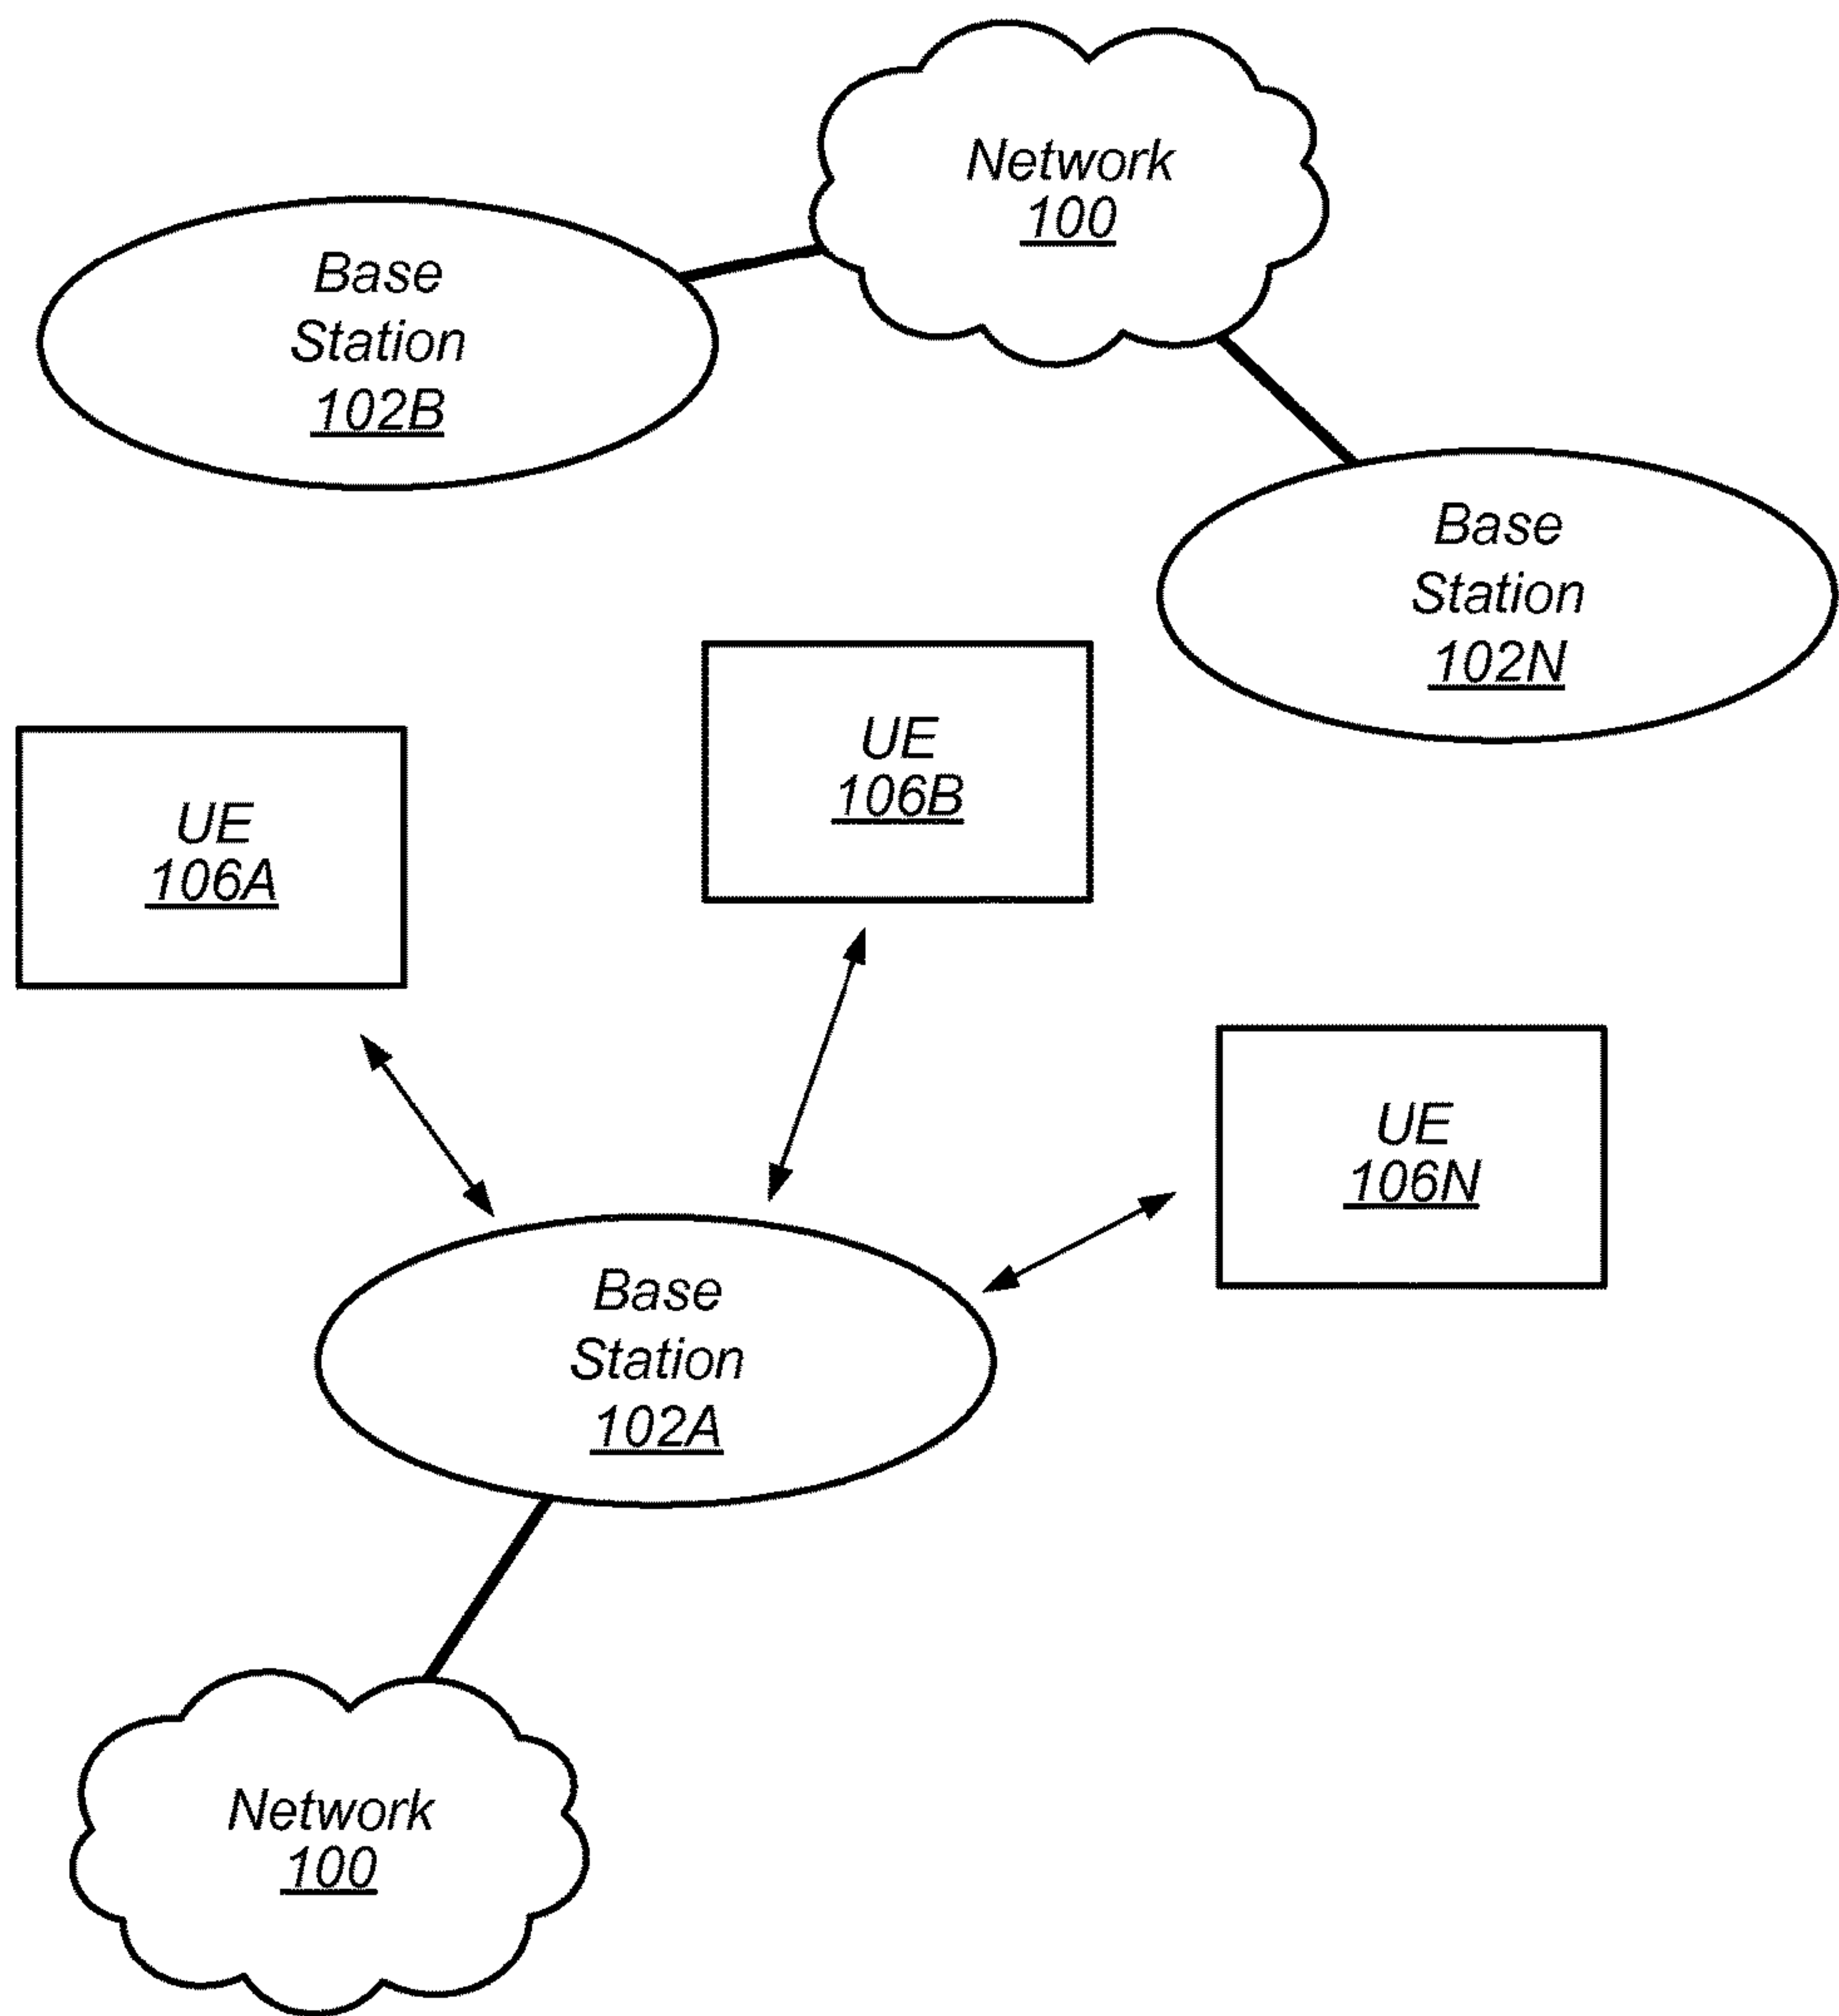 Network
100
Base
Station
102B
Base
Station
102N
UE
106B
UE
106A
UE
106N
Base
Station
102A
Network
100